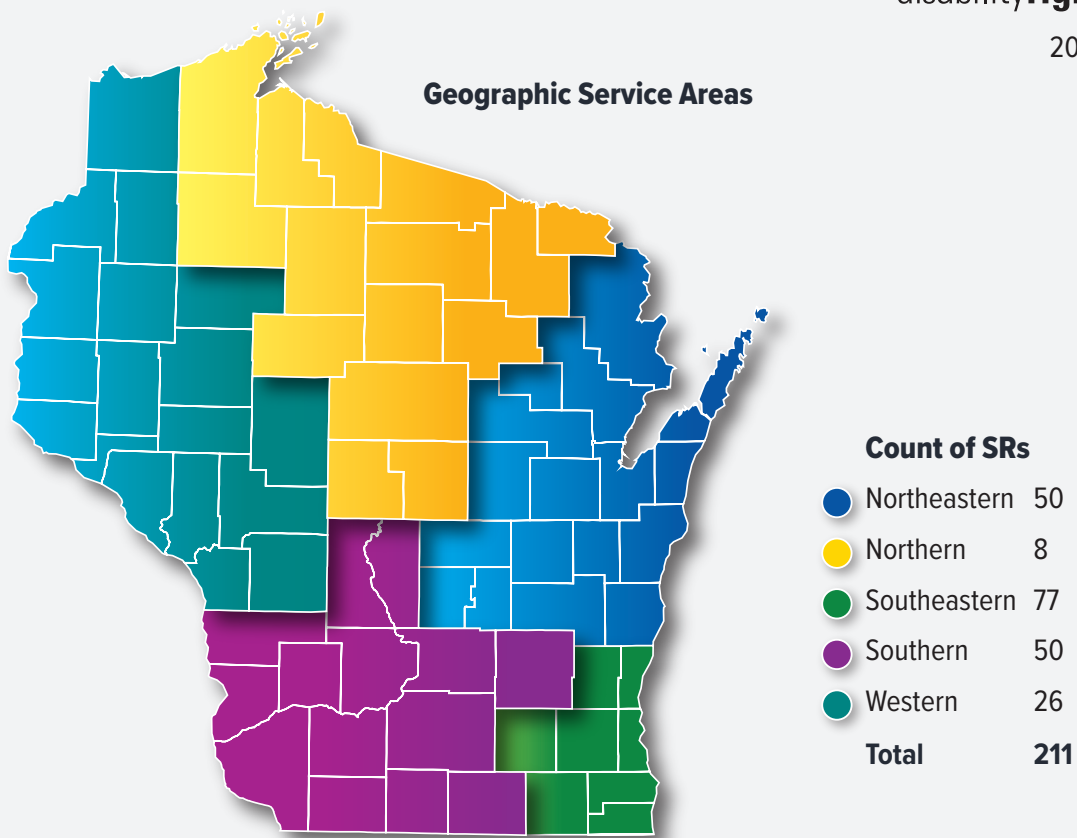 20
Geographic Service Areas
Count of SRs
Northeastern 50
Northern 8
Southeastern 77
Southern 50
Western 26
Total 211